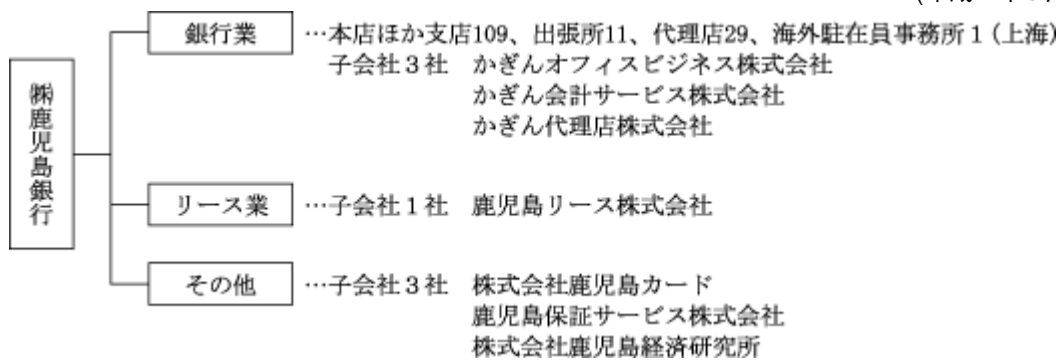 銀行業 …本店ほか支店109、出張所11、代理店29、海外駐在員事務所1(上海)
子会社3社 かぎんオフィスビジネス株式会社
かぎん会計サービス株式会社
かぎん代理店株式会社
㈱鹿児島銀行
リース業 …子会社1社 鹿児島リース株式会社
その他 …子会社3社 株式会社鹿児島カード
鹿児島保証サービス株式会社
株式会社鹿児島経済研究所